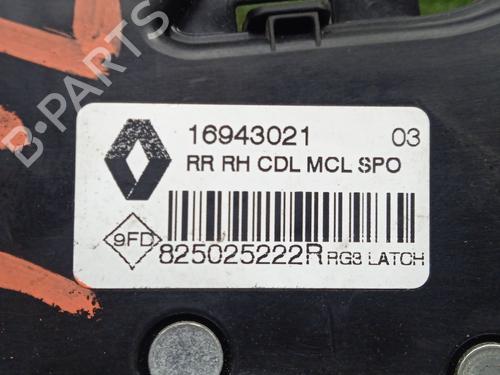 16943021 03
RR RH CDL MCL SPO
9FD
825025222R RG3 LATCH
B-PARTS